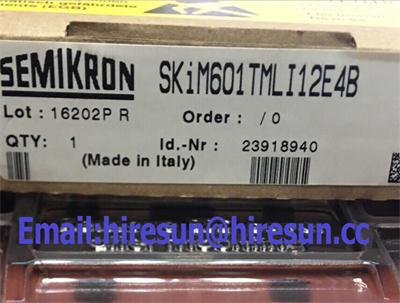 SEMIKRON SKiM601TMLI12E4B
Lot : 16202P R Order : / 0
QTY: 1 Id.-Nr : 23918940
(Made in Italy)
Email:hiresun@hiresun.cc